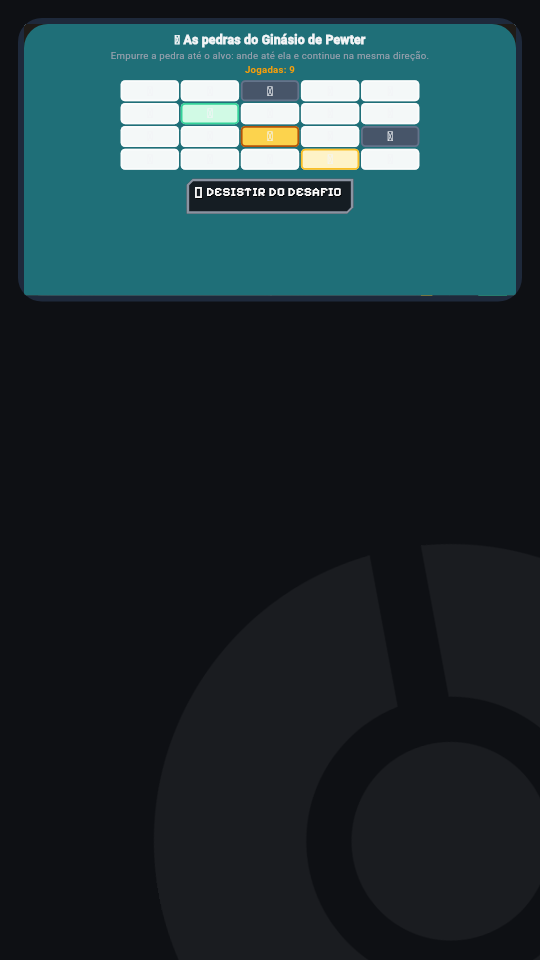 As pedras do Ginásio de Pewter
Empurre a pedra até o alvo: ande até ela e continue na mesma direção.
Jogadas: 9
DESISTIR DO DESAFIO